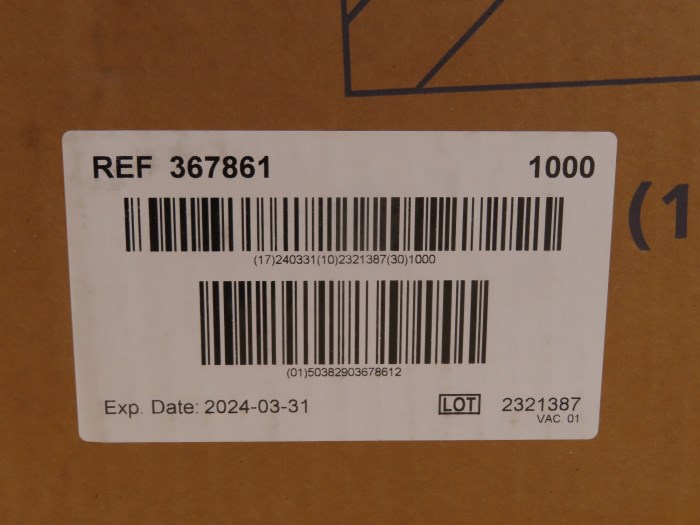 REF 367861 1000
(17)240331(10)2321387(30)1000
(01)50382903678612
Exp. Date: 2024-03-31 LOT 2321387
VAC. 01
(1